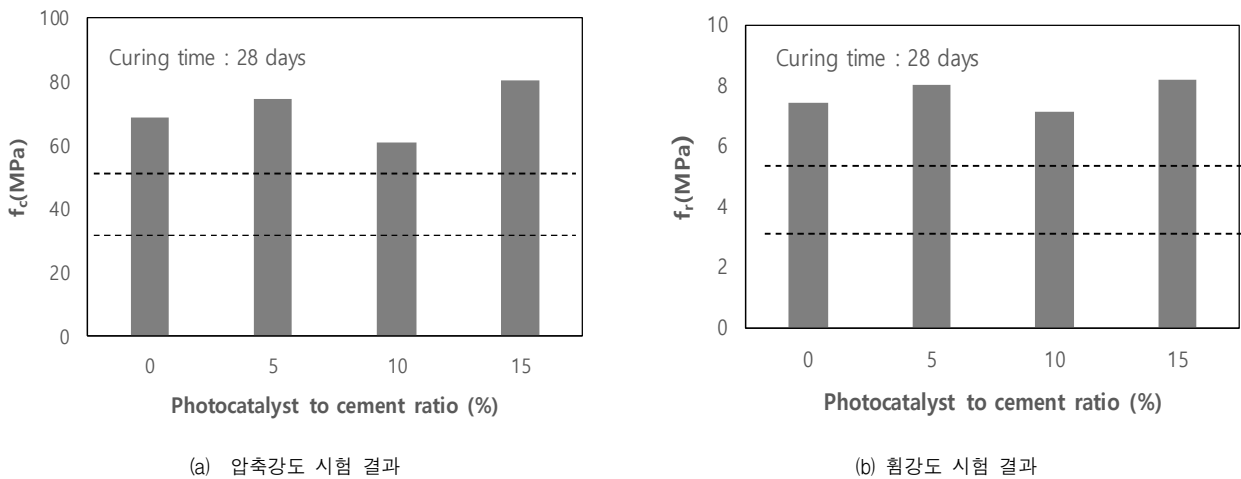 100
80
60
40
20
0
f_c(MPa)
Curing time : 28 days
0 5 10 15
Photocatalyst to cement ratio (%)
(a) 압축강도 시험 결과
10
8
6
4
2
0
f_r(MPa)
Curing time : 28 days
0 5 10 15
Photocatalyst to cement ratio (%)
(b) 휨강도 시험 결과